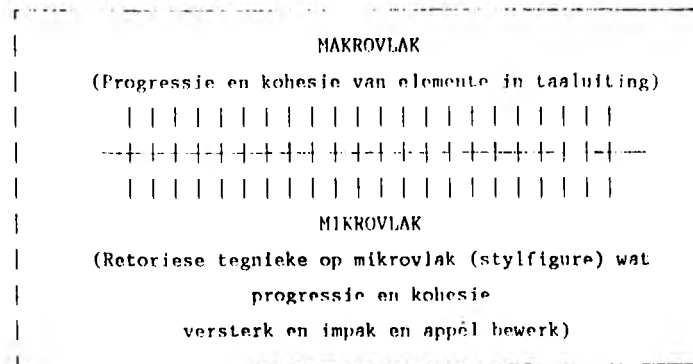 MAKROVLAK
(Progressie en kohesie van elemente in taaluiting)
MIKROVLAK
(Retoriese tegnieke op mikrovlak (stylfigure) wat
progressie en kohesie
versterk en impak en appèl bewerk)